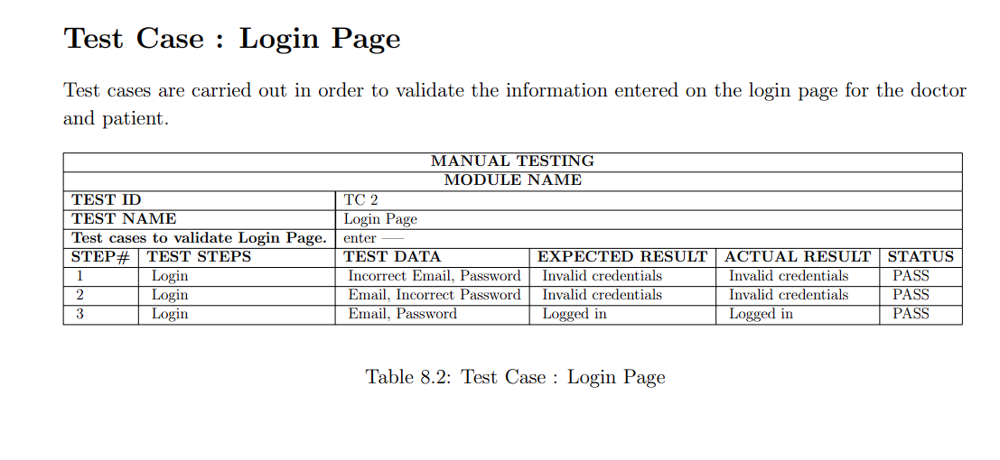 Test Case : Login Page
Test cases are carried out in order to validate the information entered on the login page for the doctor
and patient.
MANUAL TESTING
MODULE NAME
TEST ID TC 2
TEST NAME Login Page
Test cases to validate Login Page. enter —–
STEP# TEST STEPS TEST DATA EXPECTED RESULT ACTUAL RESULT STATUS
1 Login Incorrect Email, Password Invalid credentials Invalid credentials PASS
2 Login Email, Incorrect Password Invalid credentials Invalid credentials PASS
3 Login Email, Password Logged in Logged in PASS
Table 8.2: Test Case : Login Page